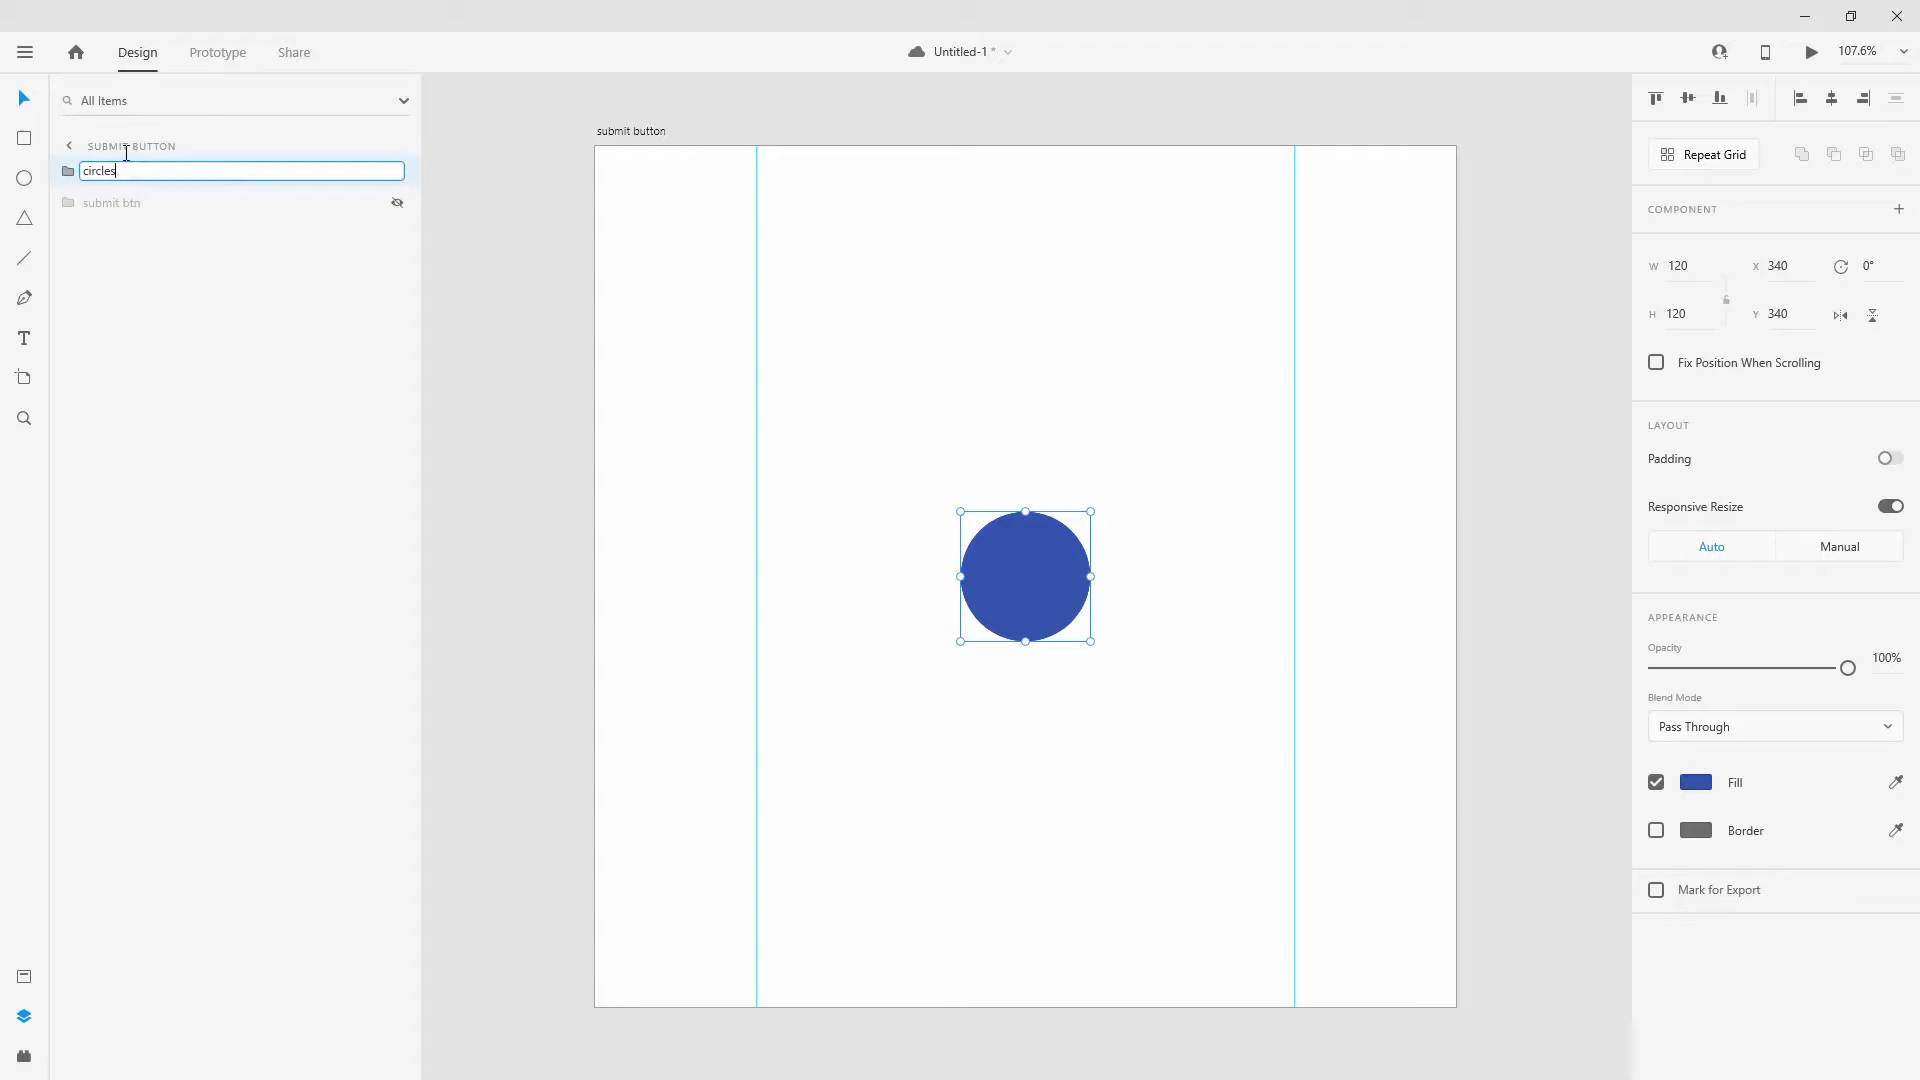 Design
Prototype
Share
Untitled-1 *
107.6%
All Items
SUBMIT BUTTON
circles
submit btn
submit button
Repeat Grid
COMPONENT
W 120
X 340
0°
H 120
Y 340
Fix Position When Scrolling
LAYOUT
Padding
Responsive Resize
Auto
Manual
APPEARANCE
Opacity
100%
Blend Mode
Pass Through
Fill
Border
Mark for Export